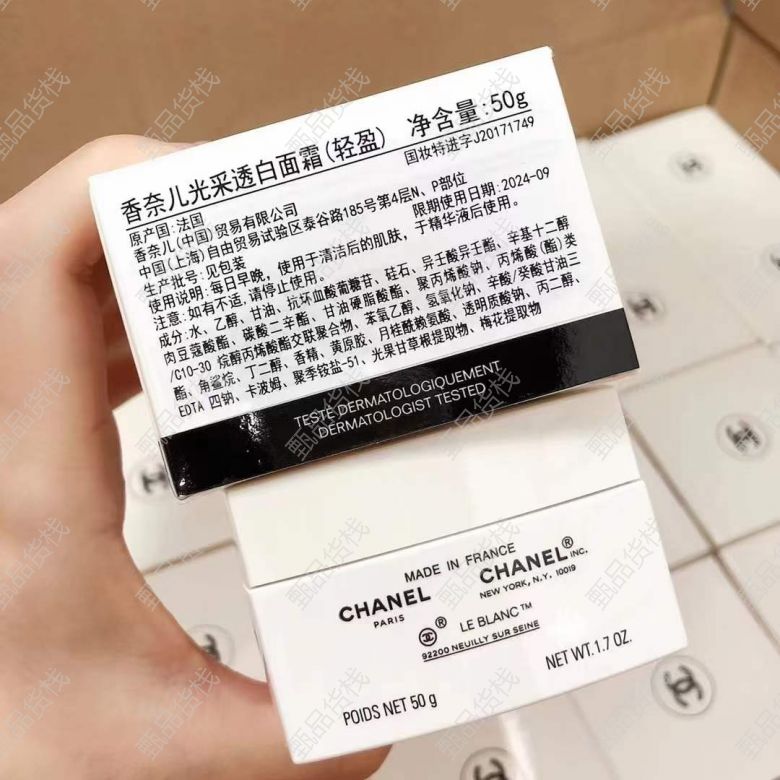 香奈儿光采透白面霜(轻盈) 净含量:50g
国妆特进字J20171749
原产国:法国
香奈儿(中国)贸易有限公司
中国(上海)自由贸易试验区泰谷路185号第4层N、P部位
生产批号:见包装 限期使用日期:2024-09
使用说明:每日早晚,使用于清洁后的肌肤,于精华液后使用。
注意:如有不适,请停止使用。
成分:水、乙醇、甘油、抗坏血酸葡糖苷、硅石、异壬酸异壬酯、辛基十二醇
肉豆蔻酸酯、碳酸二辛酯、甘油硬脂酸酯、聚丙烯酸钠、丙烯酸(酯)类
/C10-30 烷醇丙烯酸酯交联聚合物、苯氧乙醇、氢氧化钠、辛酸/癸酸甘油三
酯、角鲨烷、丁二醇、香精、黄原胶、月桂酰赖氨酸、透明质酸钠、丙二醇、
EDTA 四钠、卡波姆、聚季铵盐-51、光果甘草根提取物、梅花提取物
TESTÉ DERMATOLOGIQUEMENT
DERMATOLOGIST TESTED
MADE IN FRANCE
CHANEL CHANEL® INC.
PARIS NEW YORK, N.Y. 10019
® LE BLANC™
92200 NEUILLY SUR SEINE
POIDS NET 50 g NET WT. 1.7 OZ.
甄品货栈